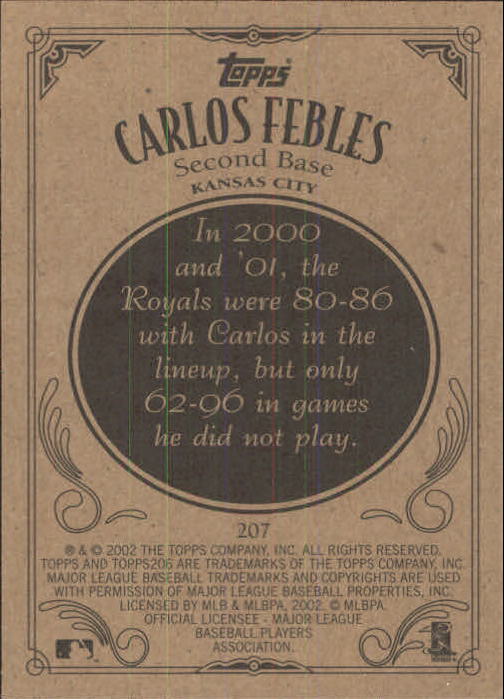 Topps
CARLOS FEBLES
Second Base
KANSAS CITY
In 2000
and '01, the
Royals were 80-86
with Carlos in the
lineup, but only
62-96 in games
he did not play.
207
® & © 2002 THE TOPPS COMPANY, INC. ALL RIGHTS RESERVED.
TOPPS AND TOPPS206 ARE TRADEMARKS OF THE TOPPS COMPANY, INC.
MAJOR LEAGUE BASEBALL TRADEMARKS AND COPYRIGHTS ARE USED
WITH PERMISSION OF MAJOR LEAGUE BASEBALL PROPERTIES, INC.
LICENSED BY MLB & MLBPA, 2002. © MLBPA
OFFICIAL LICENSEE - MAJOR LEAGUE
BASEBALL PLAYERS
ASSOCIATION.